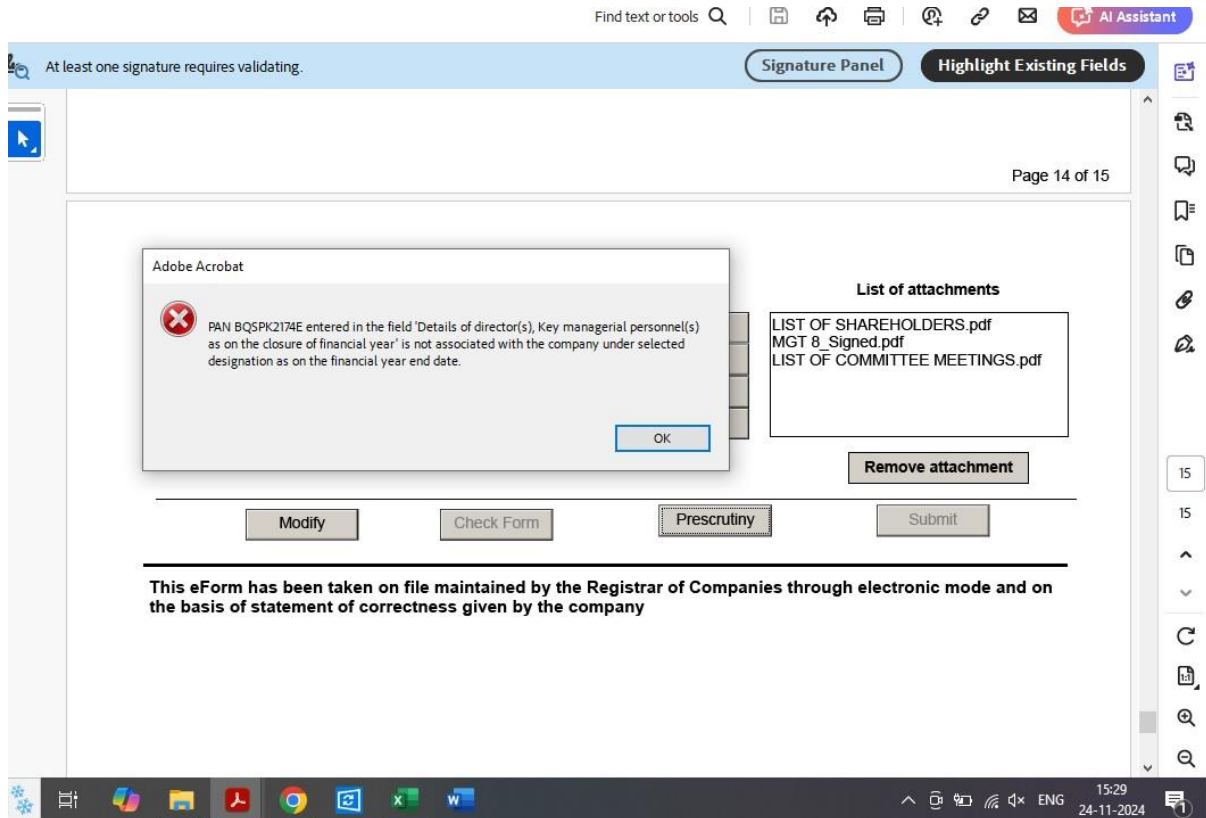 Find text or tools
AI Assistant
At least one signature requires validating.
Signature Panel
Highlight Existing Fields
Page 14 of 15
Adobe Acrobat
PAN BQSPK2174E entered in the field 'Details of director(s), Key managerial personnel(s)
as on the closure of financial year' is not associated with the company under selected
designation as on the financial year end date.
OK
List of attachments
LIST OF SHAREHOLDERS.pdf
MGT 8_Signed.pdf
LIST OF COMMITTEE MEETINGS.pdf
Remove attachment
Modify
Check Form
Prescrutiny
Submit
This eForm has been taken on file maintained by the Registrar of Companies through electronic mode and on
the basis of statement of correctness given by the company
15
15
1:1
ENG
15:29
24-11-2024
1